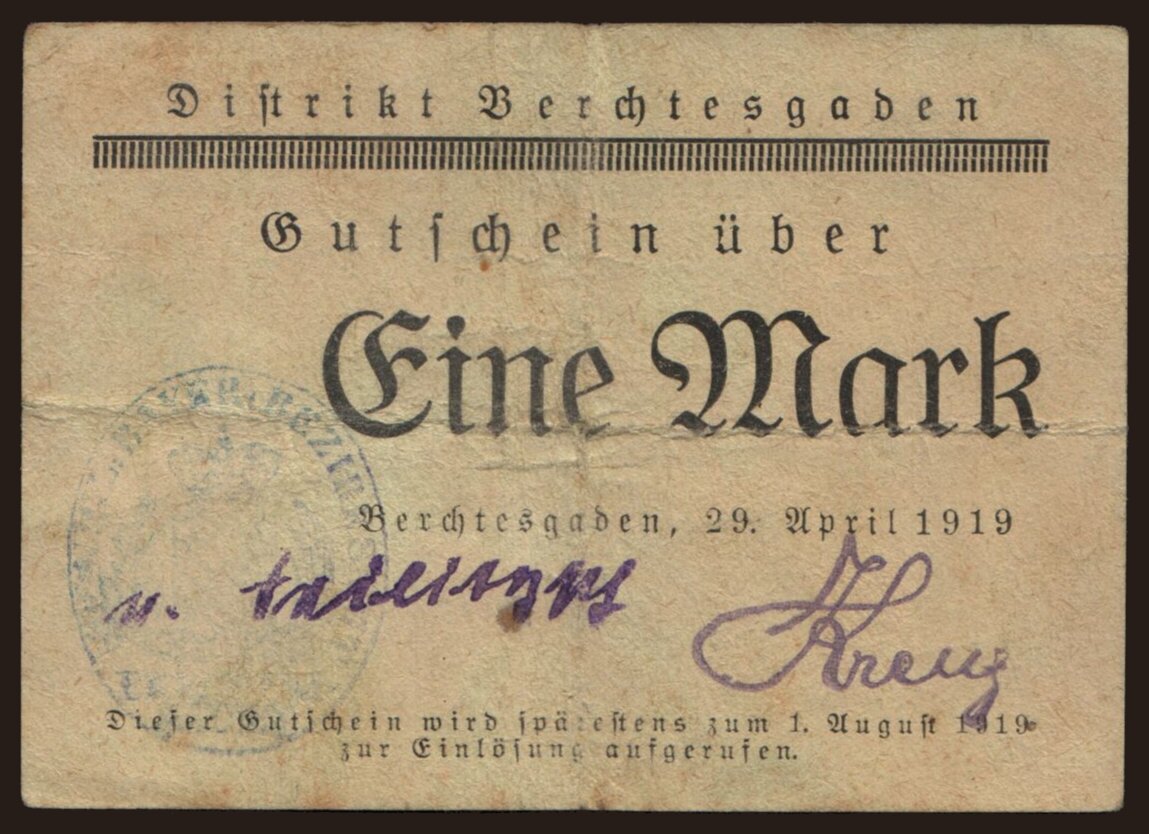 Distrikt Berchtesgaden
Gutschein über
Eine Mark
Berchtesgaden, 29. April 1919
v.
Dieser Gutschein wird spätestens zum 1. August 1919
zur Einlösung aufgerufen.